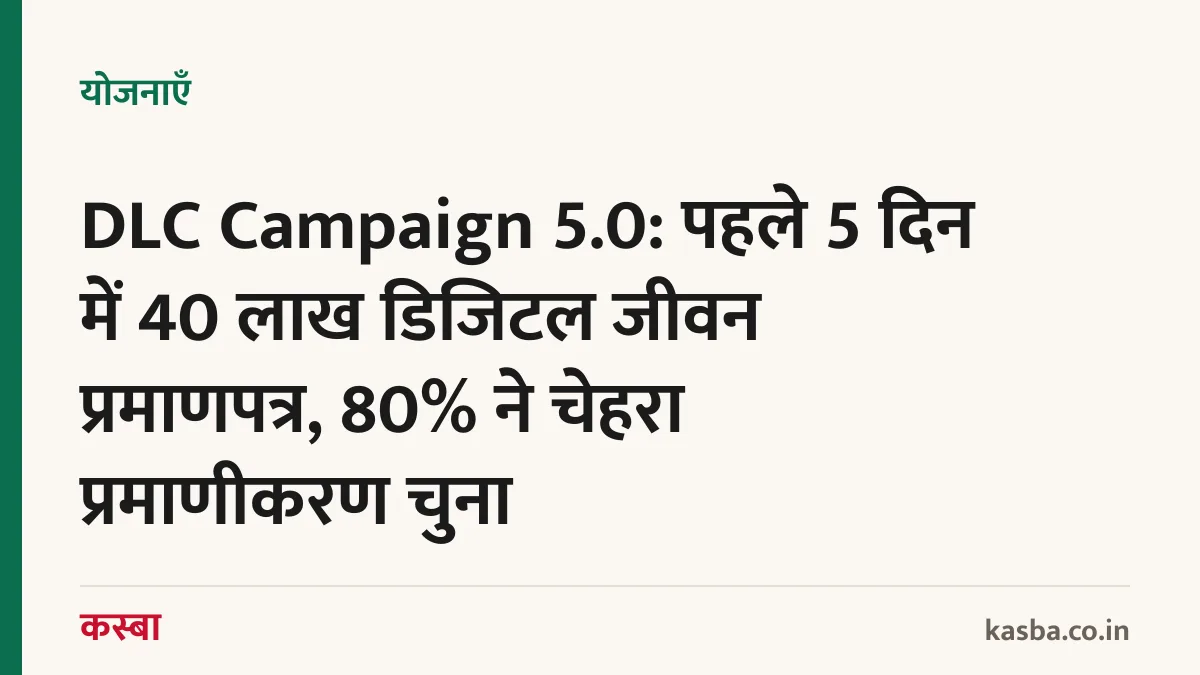 योजनाएँ
DLC Campaign 5.0: पहले 5 दिन
में 40 लाख डिजिटल जीवन
प्रमाणपत्र, 80% ने चेहरा
प्रमाणीकरण चुना
कस्बा
kasba.co.in